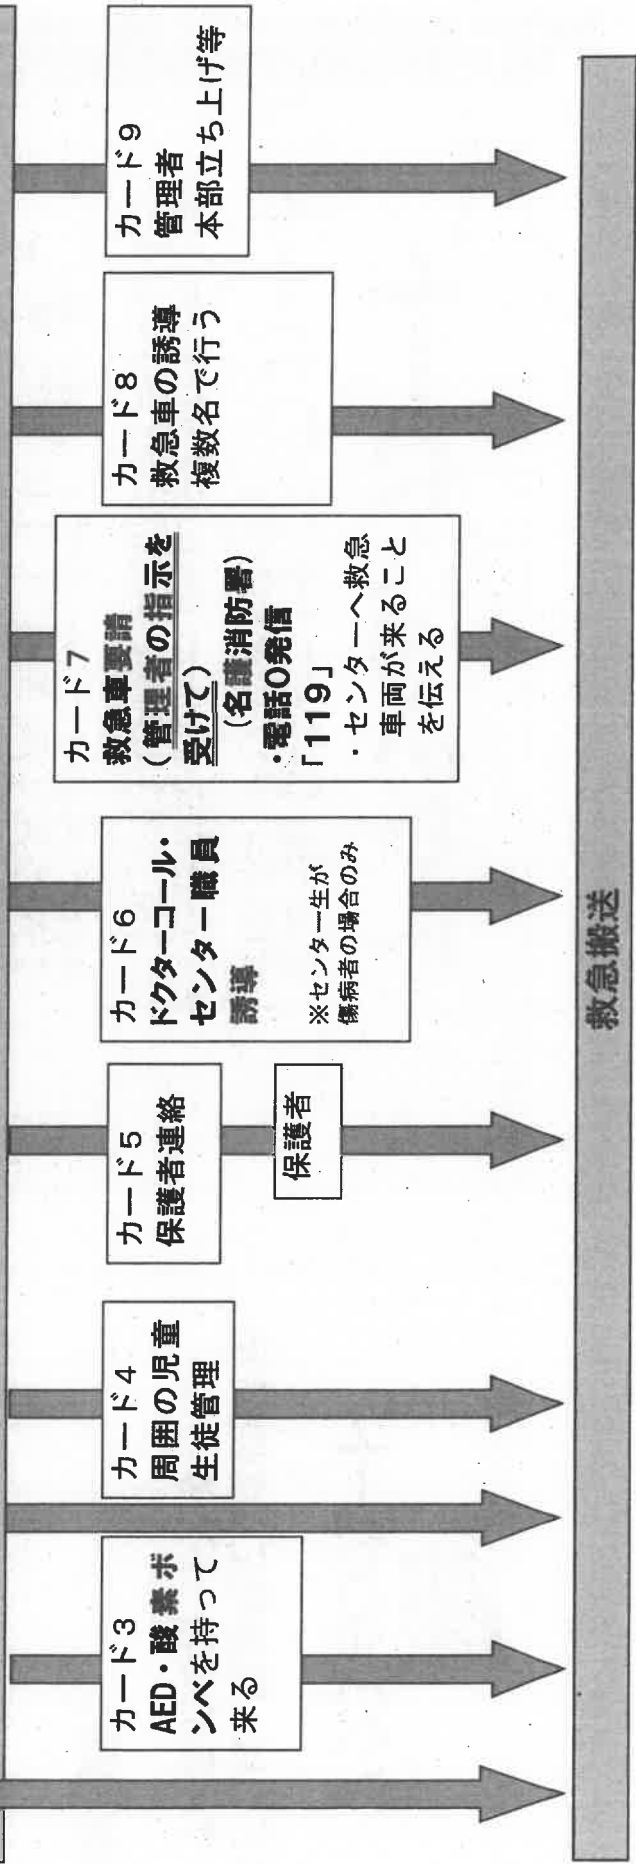 カード3
AED・酸素ボ
ンベを持って
来る
カード4
周囲の児童
生徒管理
カード5
保護者連絡
保護者
カード6
ドクターコール・
センター職員
誘導
※センター生が
傷病者の場合のみ
カード7
救急車要請
(管理者の指示を
受けて)
(名護消防署)
・電話0発信
「119」
・センターへ救急
車両が来ること
を伝える
カード8
救急車の誘導
複数名で行う
カード9
管理者
本部立ち上げ等
救急搬送